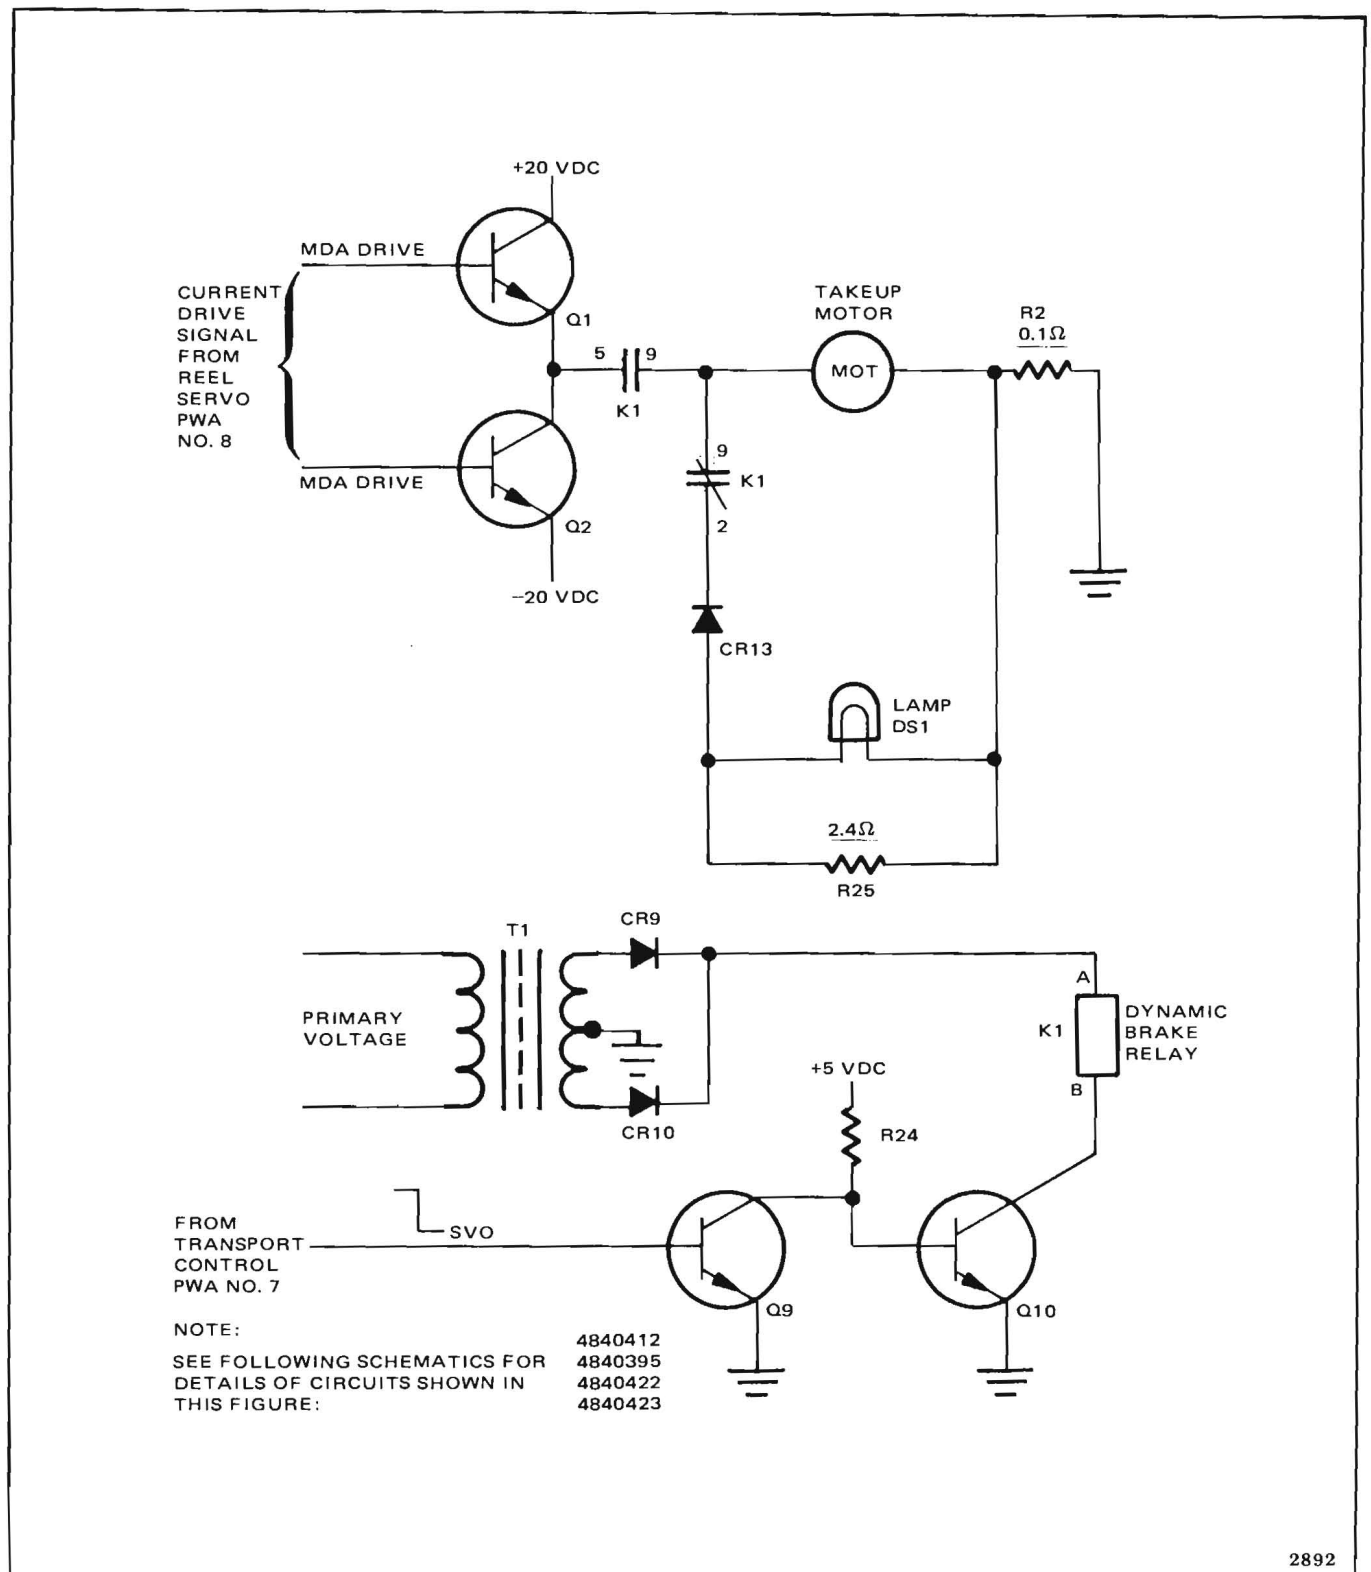 +20 VDC
MDA DRIVE
CURRENT
DRIVE
SIGNAL
FROM
REEL
SERVO
PWA
NO. 8
Q1
TAKEUP
MOTOR
R2
0.1Ω
5
9
K1
MOT
MDA DRIVE
Q2
9
K1
2
--20 VDC
CR13
LAMP
DS1
2.4Ω
R25
T1
CR9
PRIMARY
VOLTAGE
CR10
A
K1
DYNAMIC
BRAKE
RELAY
B
+5 VDC
R24
FROM
TRANSPORT
CONTROL
PWA NO. 7
SVO
Q9
Q10
NOTE:
SEE FOLLOWING SCHEMATICS FOR
DETAILS OF CIRCUITS SHOWN IN
THIS FIGURE:
4840412
4840395
4840422
4840423
2892